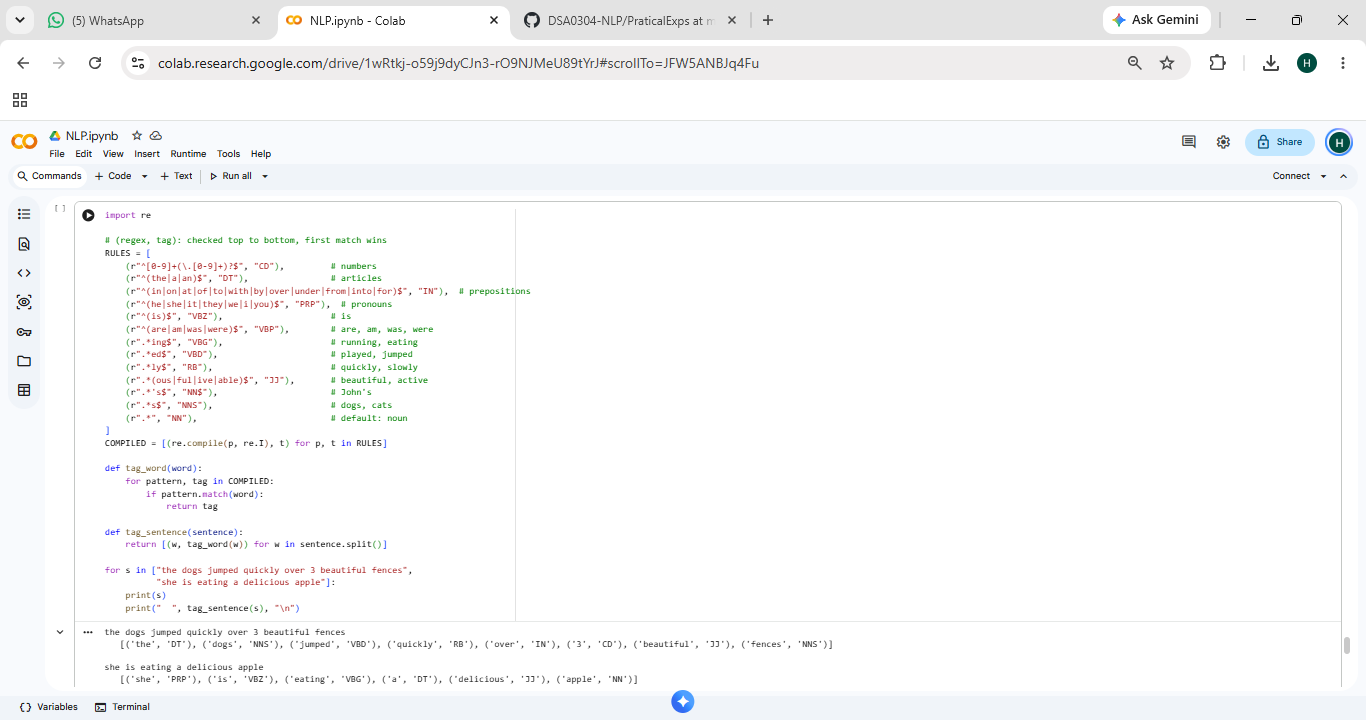 (5) WhatsApp
NLP.ipynb - Colab
DSA0304-NLP/PraticalExps at m
Ask Gemini
colab.research.google.com/drive/1wRtkj-o59j9dyCJn3-rO9NJMeU89tYrJ#scrollTo=JFW5ANBJq4Fu
H
NLP.ipynb
File Edit View Insert Runtime Tools Help
Share
H
Commands + Code + Text Run all
Connect
[ ]
import re
# (regex, tag): checked top to bottom, first match wins
RULES = [
(r"^[0-9]+(\.[0-9]+)?$", "CD"), # numbers
(r"^(the|a|an)$", "DT"), # articles
(r"^(in|on|at|of|to|with|by|over|under|from|into|for)$", "IN"), # prepositions
(r"^(he|she|it|they|we|i|you)$", "PRP"), # pronouns
(r"^(is)$", "VBZ"), # is
(r"^(are|am|was|were)$", "VBP"), # are, am, was, were
(r".*ing$", "VBG"), # running, eating
(r".*ed$", "VBD"), # played, jumped
(r".*ly$", "RB"), # quickly, slowly
(r".*(ous|ful|ive|able)$", "JJ"), # beautiful, active
(r".*'s$", "NN$"), # John's
(r".*s$", "NNS"), # dogs, cats
(r".*", "NN"), # default: noun
]
COMPILED = [(re.compile(p, re.I), t) for p, t in RULES]
def tag_word(word):
for pattern, tag in COMPILED:
if pattern.match(word):
return tag
def tag_sentence(sentence):
return [(w, tag_word(w)) for w in sentence.split()]
for s in ["the dogs jumped quickly over 3 beautiful fences",
"she is eating a delicious apple"]:
print(s)
print("  ", tag_sentence(s), "\n")
the dogs jumped quickly over 3 beautiful fences
[('the', 'DT'), ('dogs', 'NNS'), ('jumped', 'VBD'), ('quickly', 'RB'), ('over', 'IN'), ('3', 'CD'), ('beautiful', 'JJ'), ('fences', 'NNS')]
she is eating a delicious apple
[('she', 'PRP'), ('is', 'VBZ'), ('eating', 'VBG'), ('a', 'DT'), ('delicious', 'JJ'), ('apple', 'NN')]
Variables
Terminal